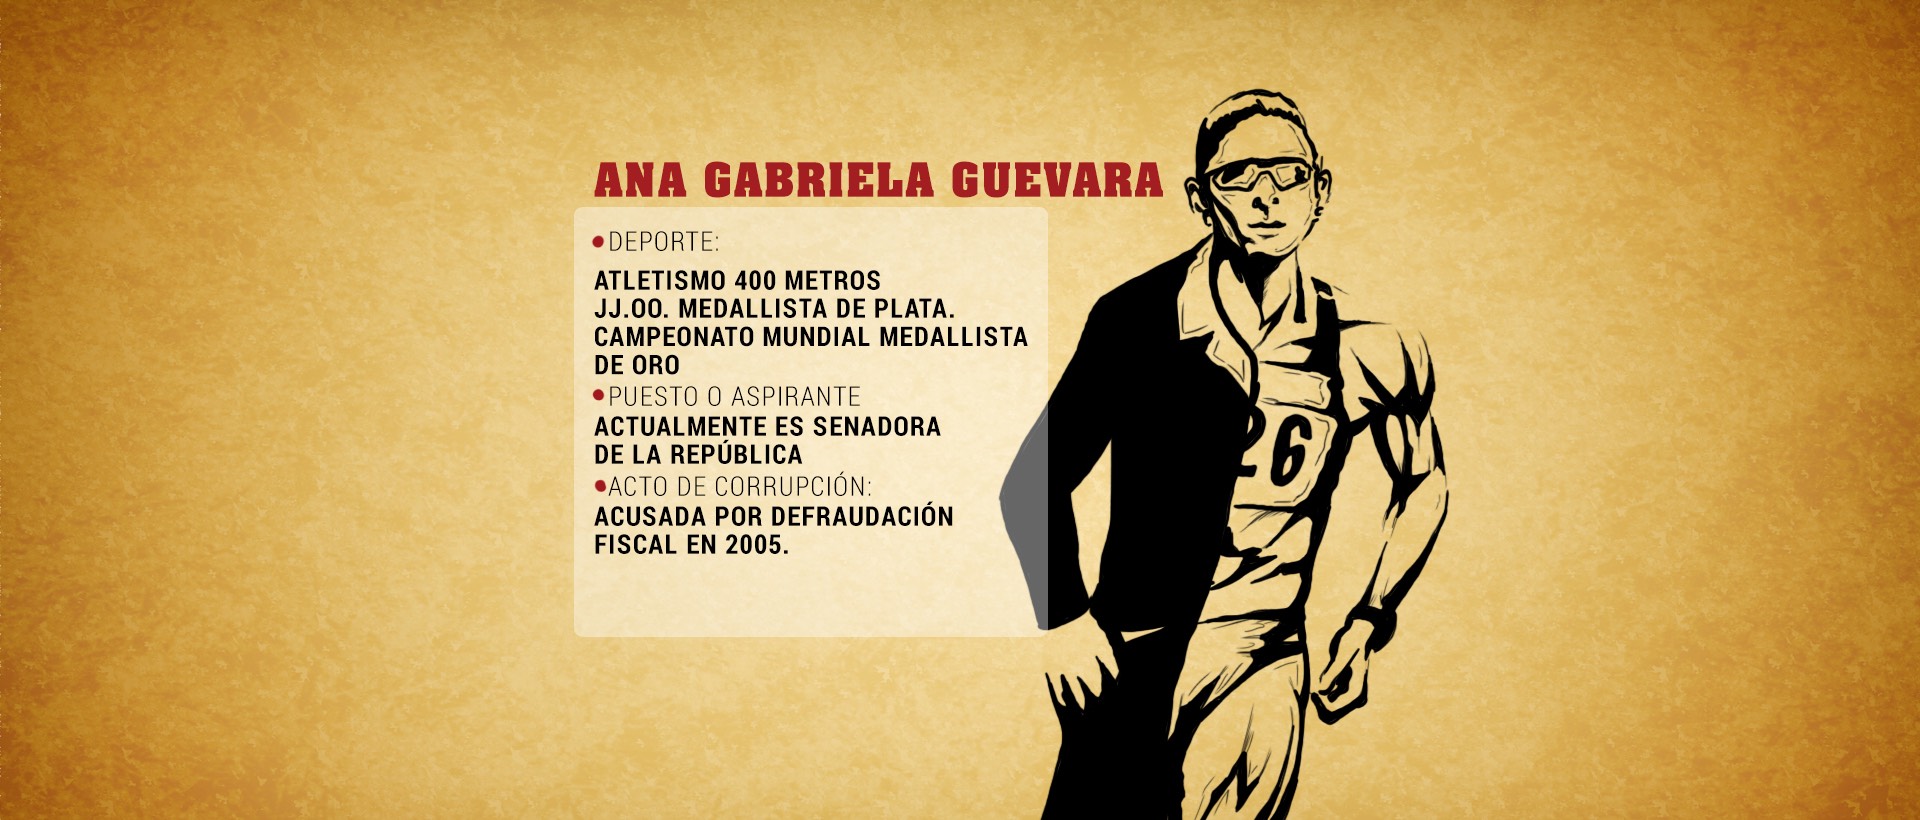 ANA GABRIELA GUEVARA
•DEPORTE:
ATLETISMO 400 METROS
JJ.OO. MEDALLISTA DE PLATA.
CAMPEONATO MUNDIAL MEDALLISTA
DE ORO
•PUESTO O ASPIRANTE
ACTUALMENTE ES SENADORA
DE LA REPÚBLICA
•ACTO DE CORRUPCIÓN:
ACUSADA POR DEFRAUDACIÓN
FISCAL EN 2005.
26